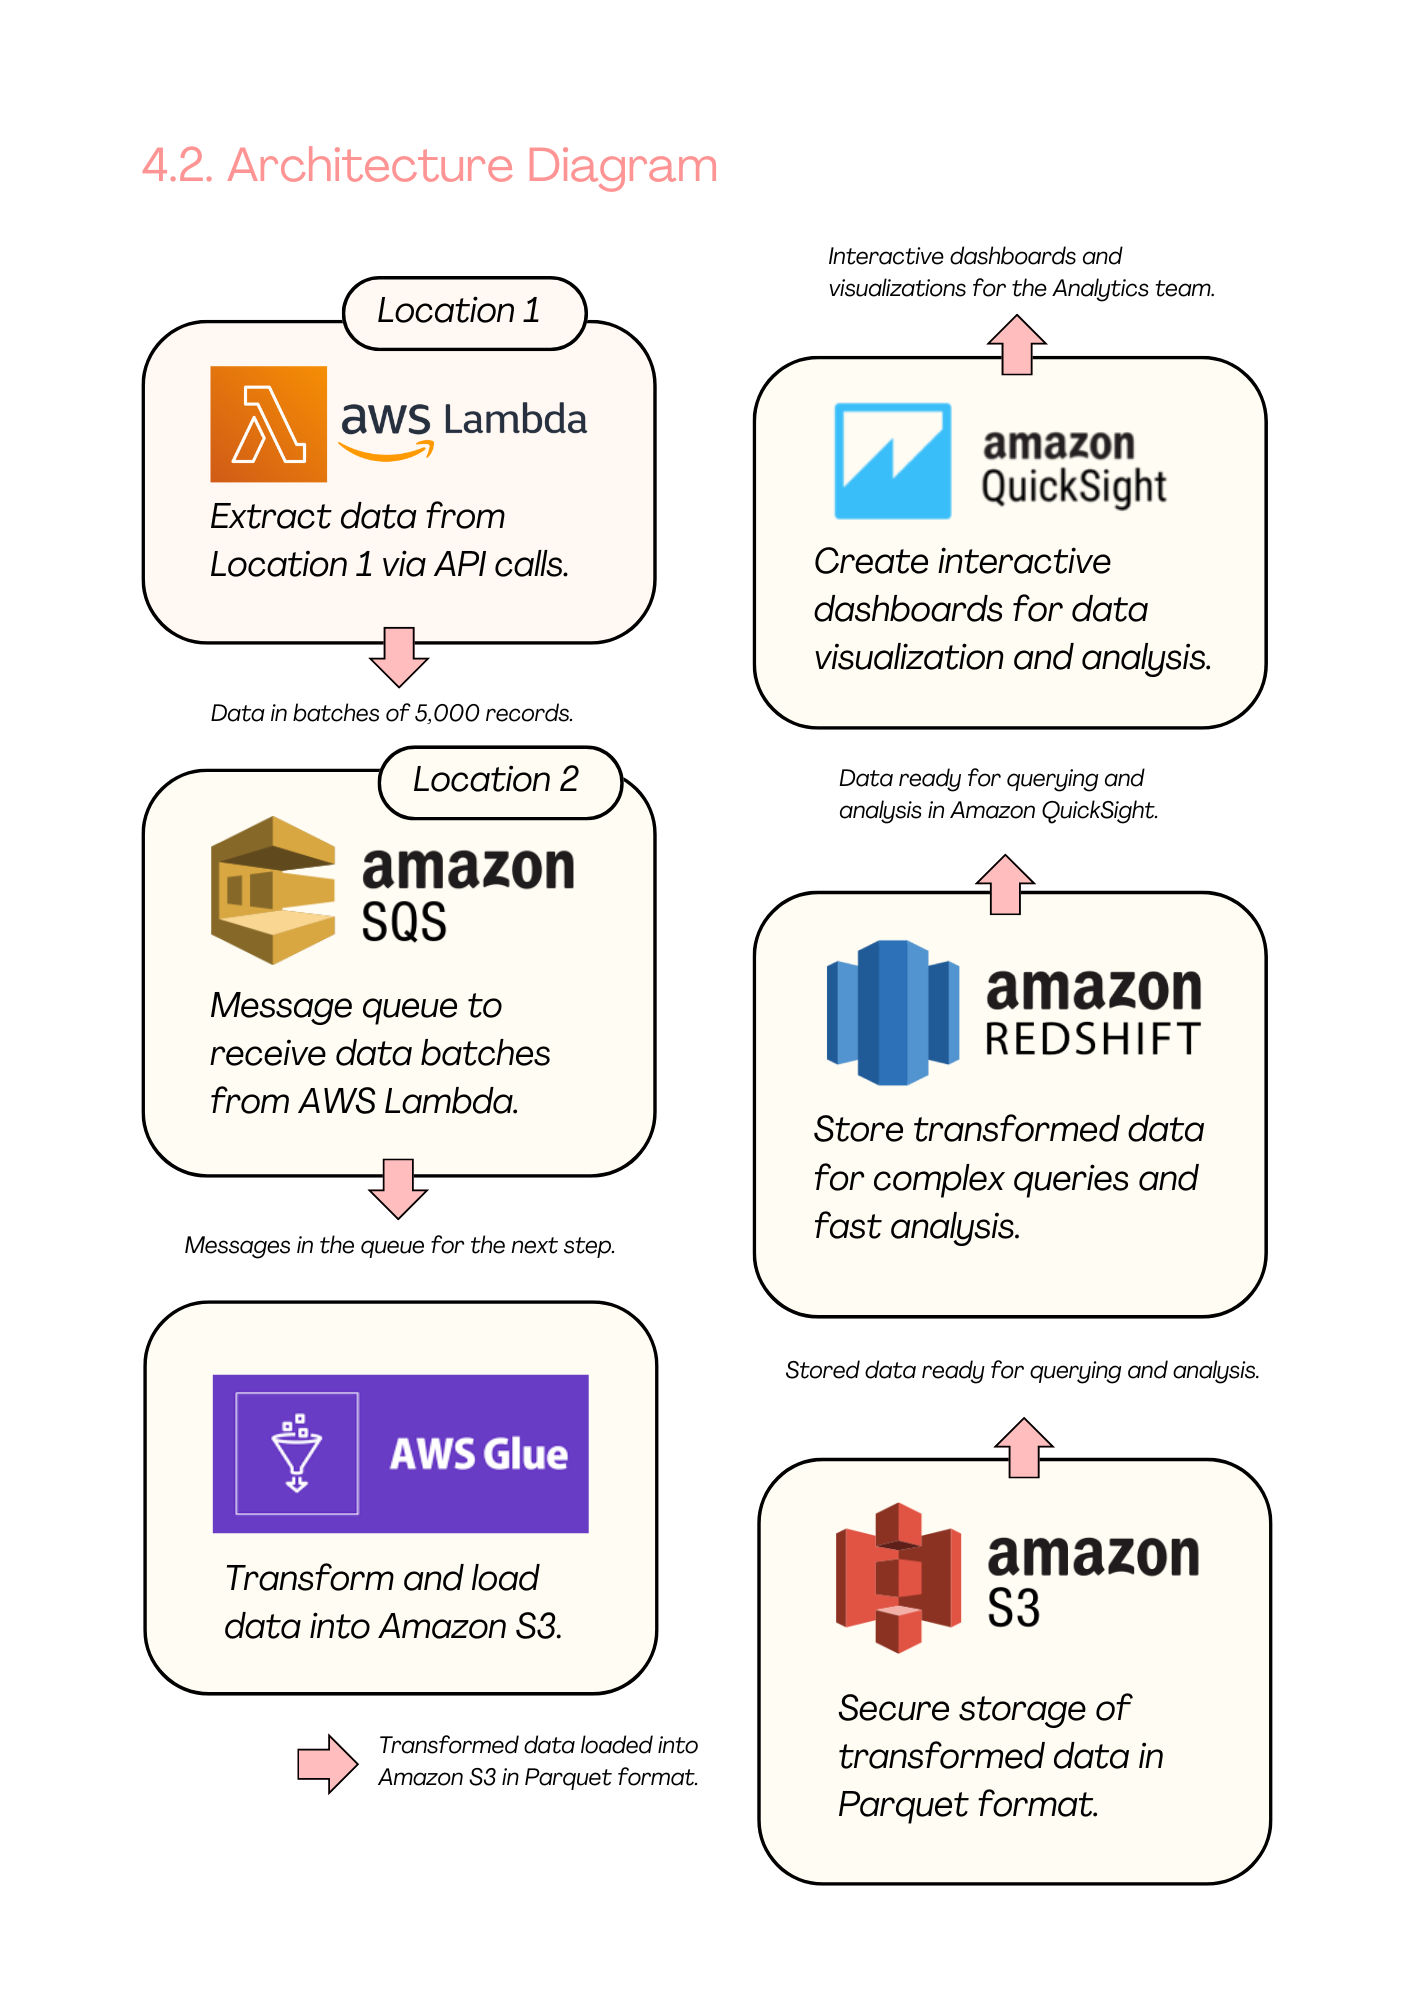 4.2. Architecture Diagram
Location 1
aws Lambda
Extract data from
Location 1 via API calls.
Data in batches of 5,000 records.
Location 2
amazon
SQS
Message queue to
receive data batches
from AWS Lambda.
Messages in the queue for the next step.
AWS Glue
Transform and load
data into Amazon S3.
Transformed data loaded into
Amazon S3 in Parquet format.
Interactive dashboards and
visualizations for the Analytics team.
amazon
QuickSight
Create interactive
dashboards for data
visualization and analysis.
Data ready for querying and
analysis in Amazon QuickSight.
amazon
REDSHIFT
Store transformed data
for complex queries and
fast analysis.
Stored data ready for querying and analysis.
amazon
S3
Secure storage of
transformed data in
Parquet format.